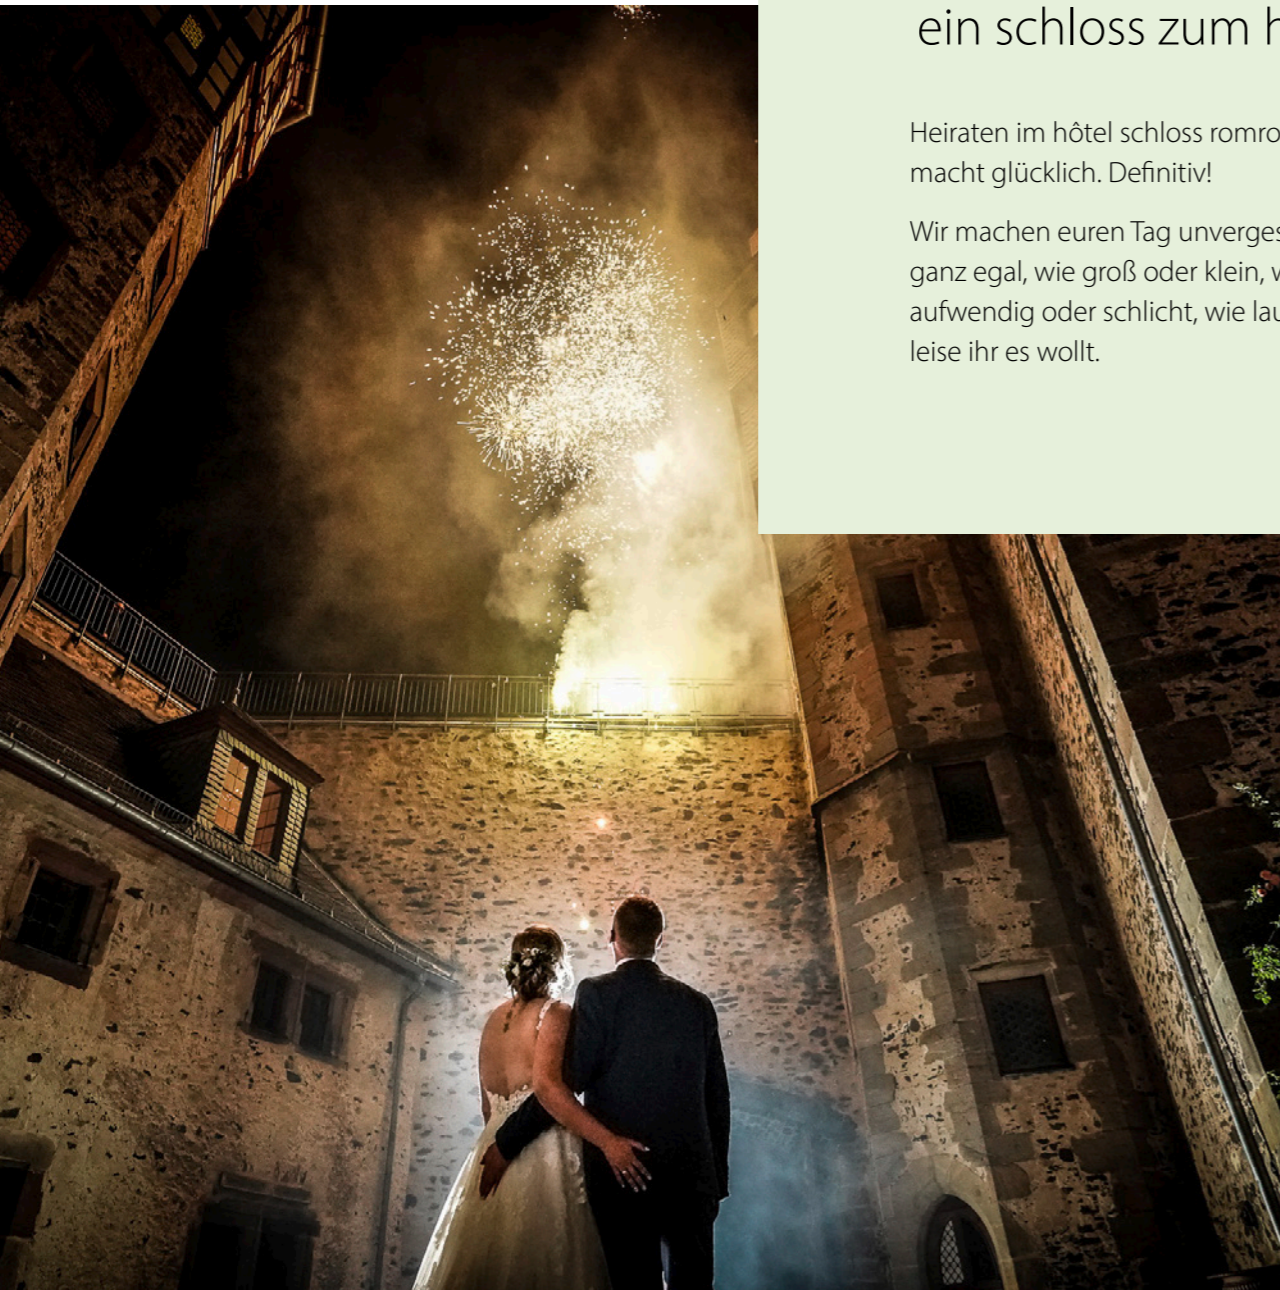 ein schloss zum
Heiraten im hôtel schloss
macht glücklich. Definitiv!
Wir machen euren Tag
ganz egal, wie groß oder klein,
aufwendig oder schlicht, wie
leise ihr es wollt.